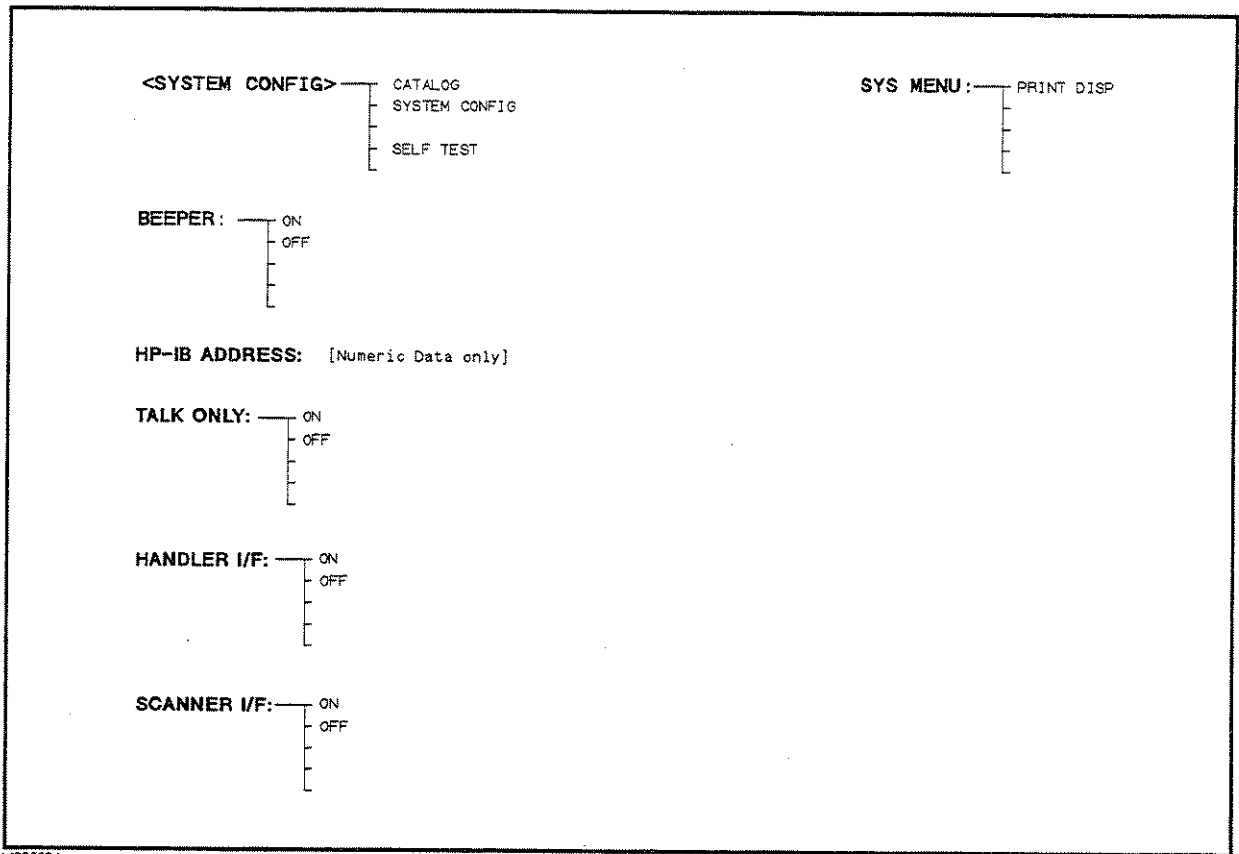 <SYSTEM CONFIG> CATALOG
SYSTEM CONFIG
SELF TEST
SYS MENU: PRINT DISP
BEEPER: ON
OFF
HP-IB ADDRESS: [Numeric Data only]
TALK ONLY: ON
OFF
HANDLER I/F: ON
OFF
SCANNER I/F: ON
OFF